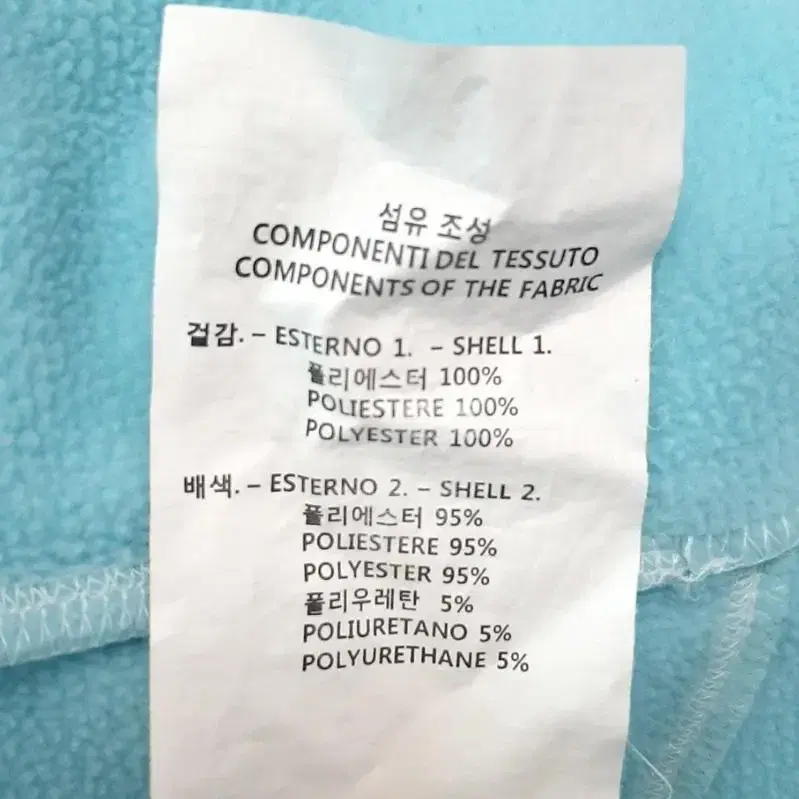 섬유 조성
COMPONENTI DEL TESSUTO
COMPONENTS OF THE FABRIC
겉감. – ESTERNO 1. – SHELL 1.
폴리에스터 100%
POLIESTERE 100%
POLYESTER 100%
배색. – ESTERNO 2. – SHELL 2.
폴리에스터 95%
POLIESTERE 95%
POLYESTER 95%
폴리우레탄 5%
POLIURETANO 5%
POLYURETHANE 5%